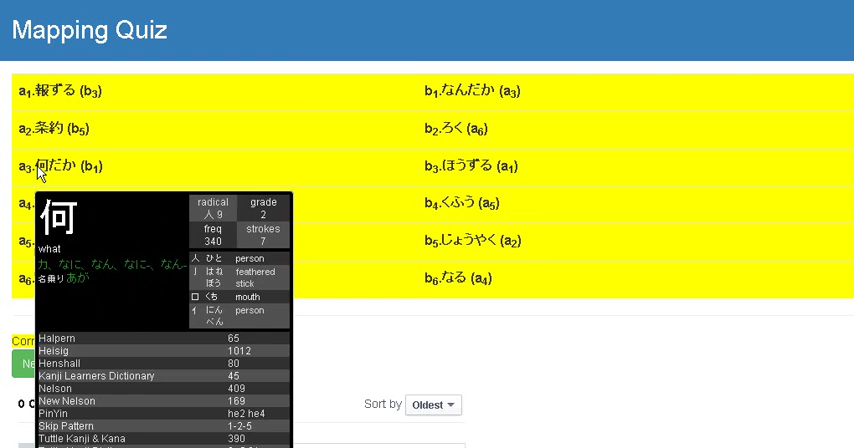 Mapping Quiz
a1.報ずる (b3)
b1.なんだか (a3)
a2.条約 (b5)
b2.ろく (a6)
a3.何だか (b1)
b3.ほうずる (a1)
a4.
b4.くふう (a5)
a5.
b5.じょうやく (a2)
a6.
b6.なる (a4)
何
what
カ、なに、なん、なに-、なん-
名乗り あが
radical grade
人 9 2
freq strokes
340 7
人 ひと person
｜ はね feathered
ぼう stick
口 くち mouth
イ にん person
べん
Halpern 65
Heisig 1012
Henshall 80
Kanji Learners Dictionary 45
Nelson 409
New Nelson 169
PinYin he2 he4
Skip Pattern 1-2-5
Tuttle Kanji & Kana 390
Sort by Oldest